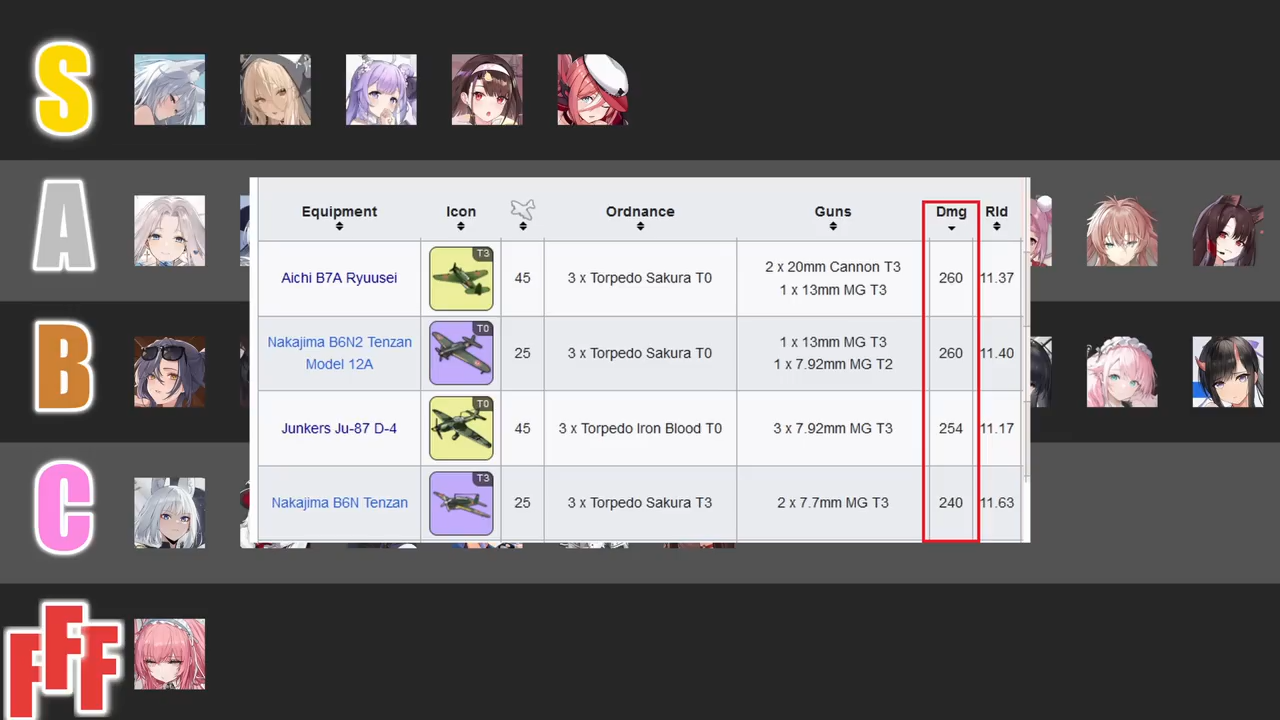 S
A
B
C
FFF
Equipment Icon Ordnance Guns Dmg Rld
Aichi B7A Ryuusei T3 45 3 x Torpedo Sakura T0 2 x 20mm Cannon T3 260 11.37
1 x 13mm MG T3
Nakajima B6N2 Tenzan T0 25 3 x Torpedo Sakura T0 1 x 13mm MG T3 260 11.40
Model 12A 1 x 7.92mm MG T2
Junkers Ju-87 D-4 T0 45 3 x Torpedo Iron Blood T0 3 x 7.92mm MG T3 254 11.17
Nakajima B6N Tenzan T3 25 3 x Torpedo Sakura T3 2 x 7.7mm MG T3 240 11.63